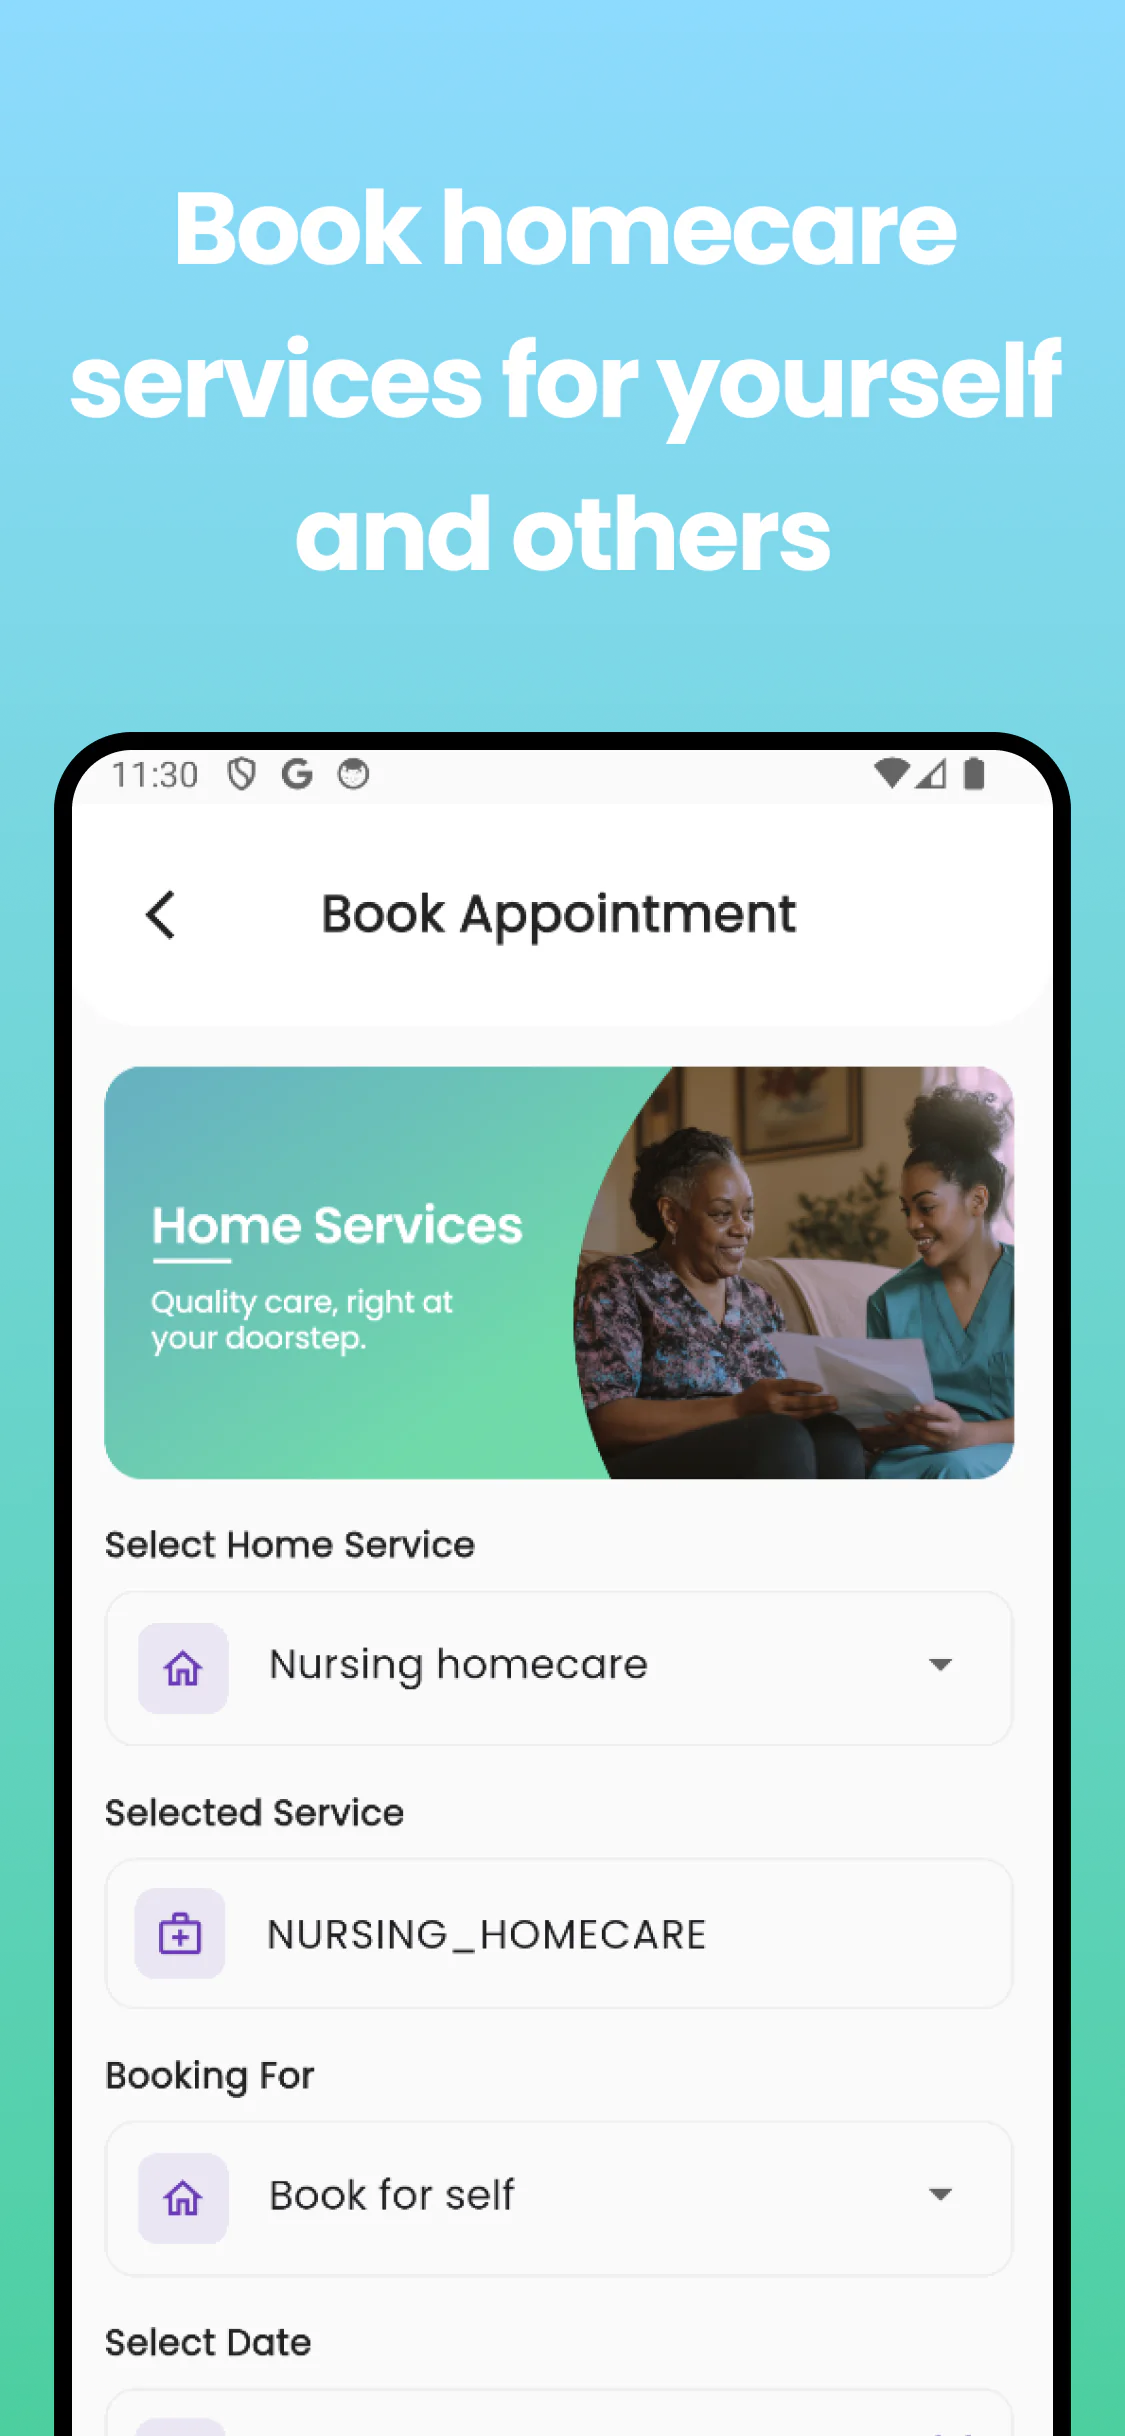 Book homecare
services for yourself
and others
11:30
Book Appointment
Home Services
Quality care, right at
your doorstep.
Select Home Service
Nursing homecare
Selected Service
NURSING_HOMECARE
Booking For
Book for self
Select Date